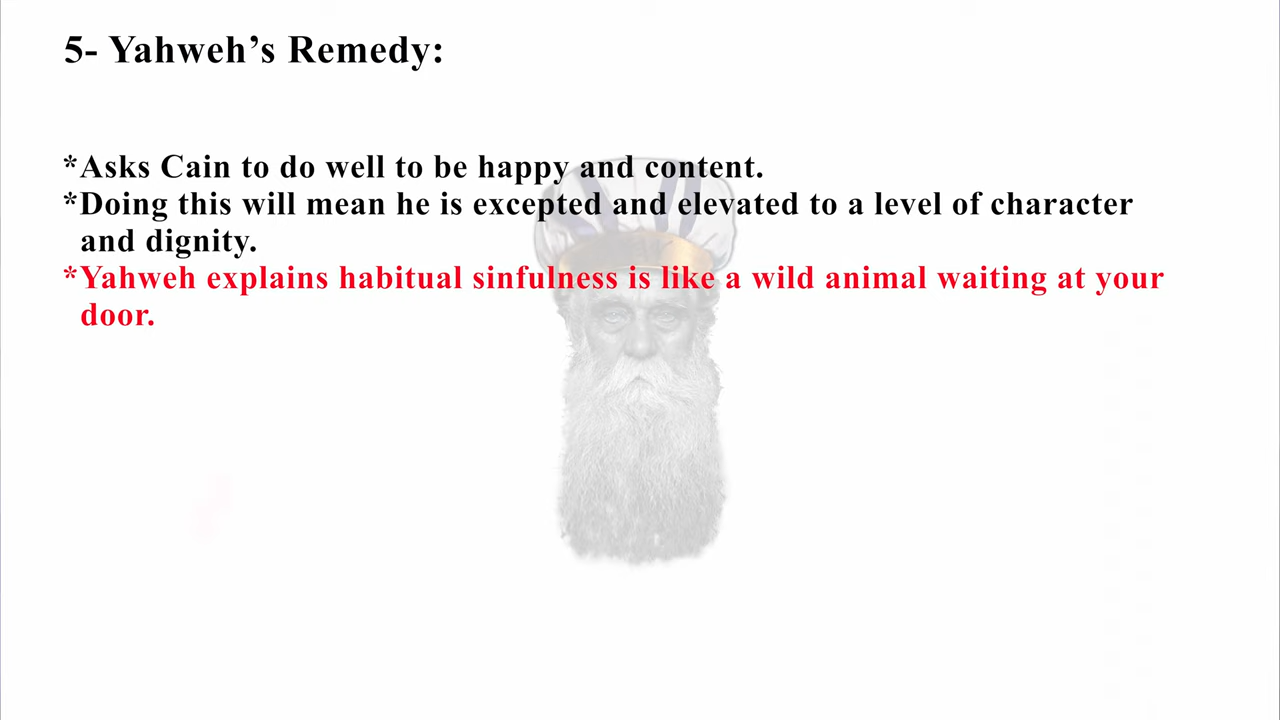 5- Yahweh’s Remedy:
*Asks Cain to do well to be happy and content.
*Doing this will mean he is excepted and elevated to a level of character
and dignity.
*Yahweh explains habitual sinfulness is like a wild animal waiting at your
door.